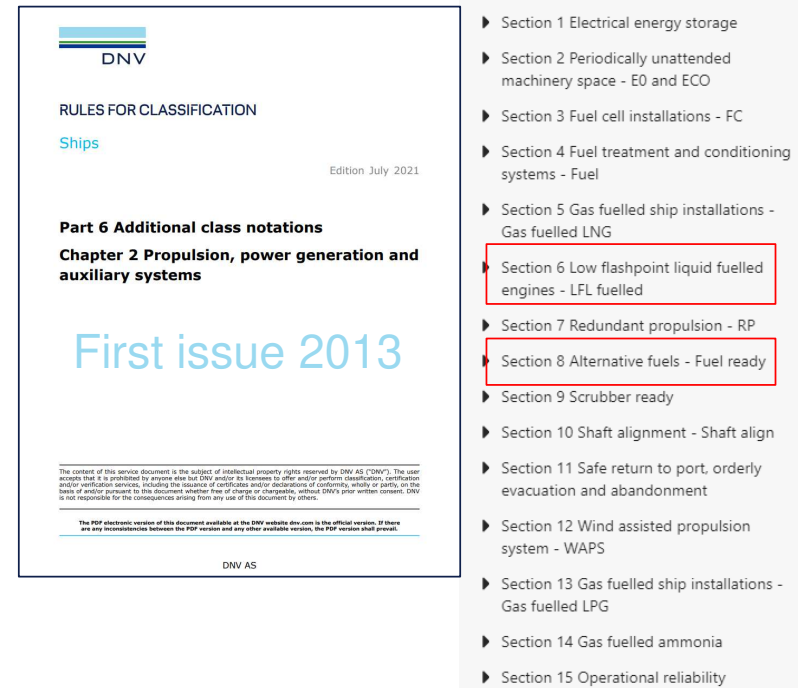 DNV
RULES FOR CLASSIFICATION
Ships
Edition July 2021
Part 6 Additional class notations
Chapter 2 Propulsion, power generation and
auxiliary systems
First issue 2013
The content of this service document is the subject of intellectual property rights reserved by DNV AS ("DNV"). The user
accepts that it is prohibited by anyone else but DNV and/or its licensees to offer and/or perform classification, certification
and/or verification services, including the issuance of certificates and/or declarations of conformity, wholly or partly, on the
basis of and/or pursuant to this document whether free of charge or chargeable, without DNV's prior written consent. DNV
is not responsible for the consequences arising from any use of this document by others.
The PDF electronic version of this document available at the DNV website dnv.com is the official version. If there
are any inconsistencies between the PDF version and any other available version, the PDF version shall prevail.
DNV AS
Section 1 Electrical energy storage
Section 2 Periodically unattended
machinery space - E0 and ECO
Section 3 Fuel cell installations - FC
Section 4 Fuel treatment and conditioning
systems - Fuel
Section 5 Gas fuelled ship installations -
Gas fuelled LNG
Section 6 Low flashpoint liquid fuelled
engines - LFL fuelled
Section 7 Redundant propulsion - RP
Section 8 Alternative fuels - Fuel ready
Section 9 Scrubber ready
Section 10 Shaft alignment - Shaft align
Section 11 Safe return to port, orderly
evacuation and abandonment
Section 12 Wind assisted propulsion
system - WAPS
Section 13 Gas fuelled ship installations -
Gas fuelled LPG
Section 14 Gas fuelled ammonia
Section 15 Operational reliability